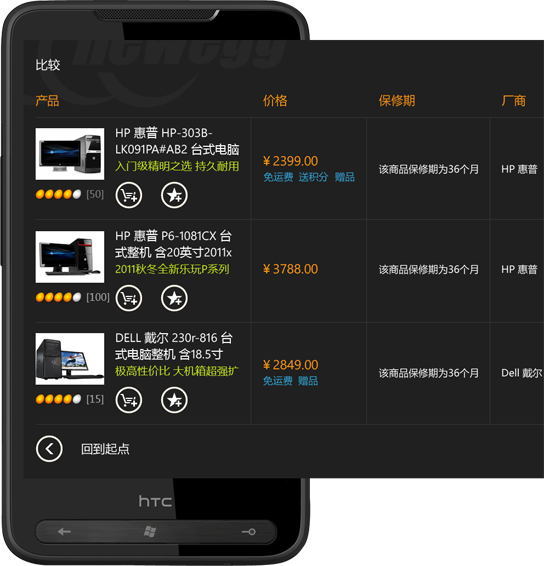 newegg
比较
产品 价格 保修期 厂商
HP 惠普 HP-303B-
LK091PA#AB2 台式电脑
入门级精明之选 持久耐用
[50]
¥ 2399.00
免运费 送积分 赠品
该商品保修期为36个月
HP 惠普
HP 惠普 P6-1081CX 台
式整机 含20英寸2011x
2011秋冬全新乐玩P系列
[100]
¥ 3788.00
该商品保修期为36个月
HP 惠普
DELL 戴尔 230r-816 台
式电脑整机 含18.5寸
极高性价比 大机箱超强扩
[15]
¥ 2849.00
免运费 赠品
该商品保修期为36个月
Dell 戴尔
回到起点
hTC